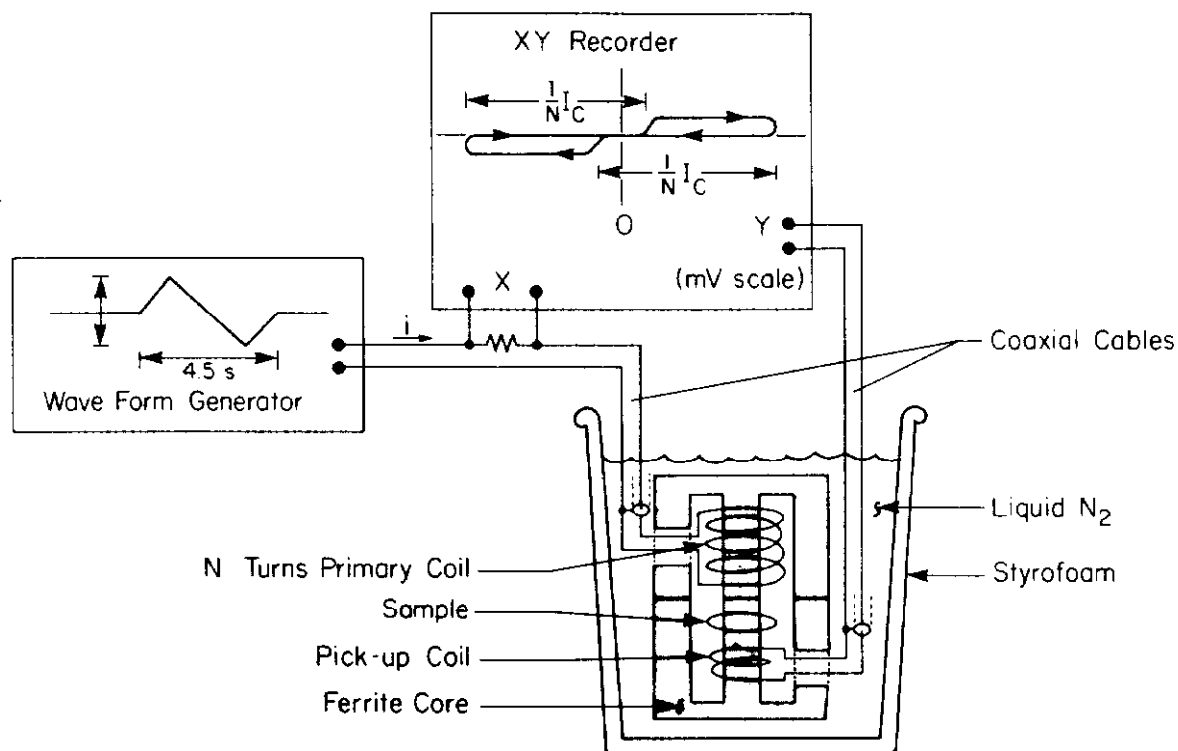 XY Recorder
1/N I_C
1/N I_C
O
Y
(mV scale)
X
i
4.5 s
Wave Form Generator
Coaxial Cables
Liquid N₂
N Turns Primary Coil
Styrofoam
Sample
Pick-up Coil
Ferrite Core